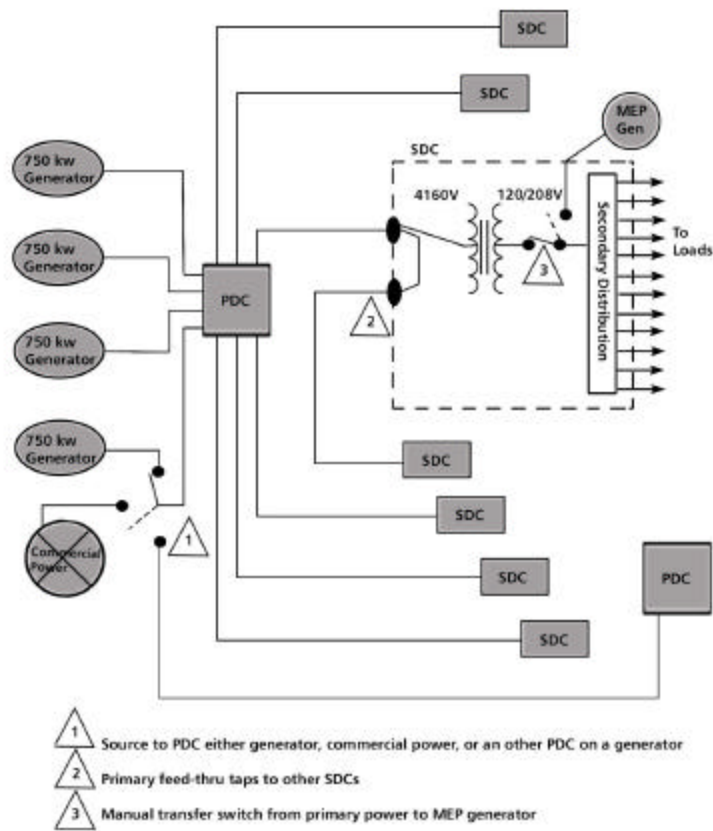 SDC
SDC
MEP
Gen
SDC
750 kw
Generator
4160V
120/208V
Secondary Distribution
To
Loads
750 kw
Generator
3
PDC
2
750 kw
Generator
750 kw
Generator
SDC
SDC
1
Commercial
Power
SDC
PDC
SDC
1
Source to PDC either generator, commercial power, or an other PDC on a generator
2
Primary feed-thru taps to other SDCs
3
Manual transfer switch from primary power to MEP generator